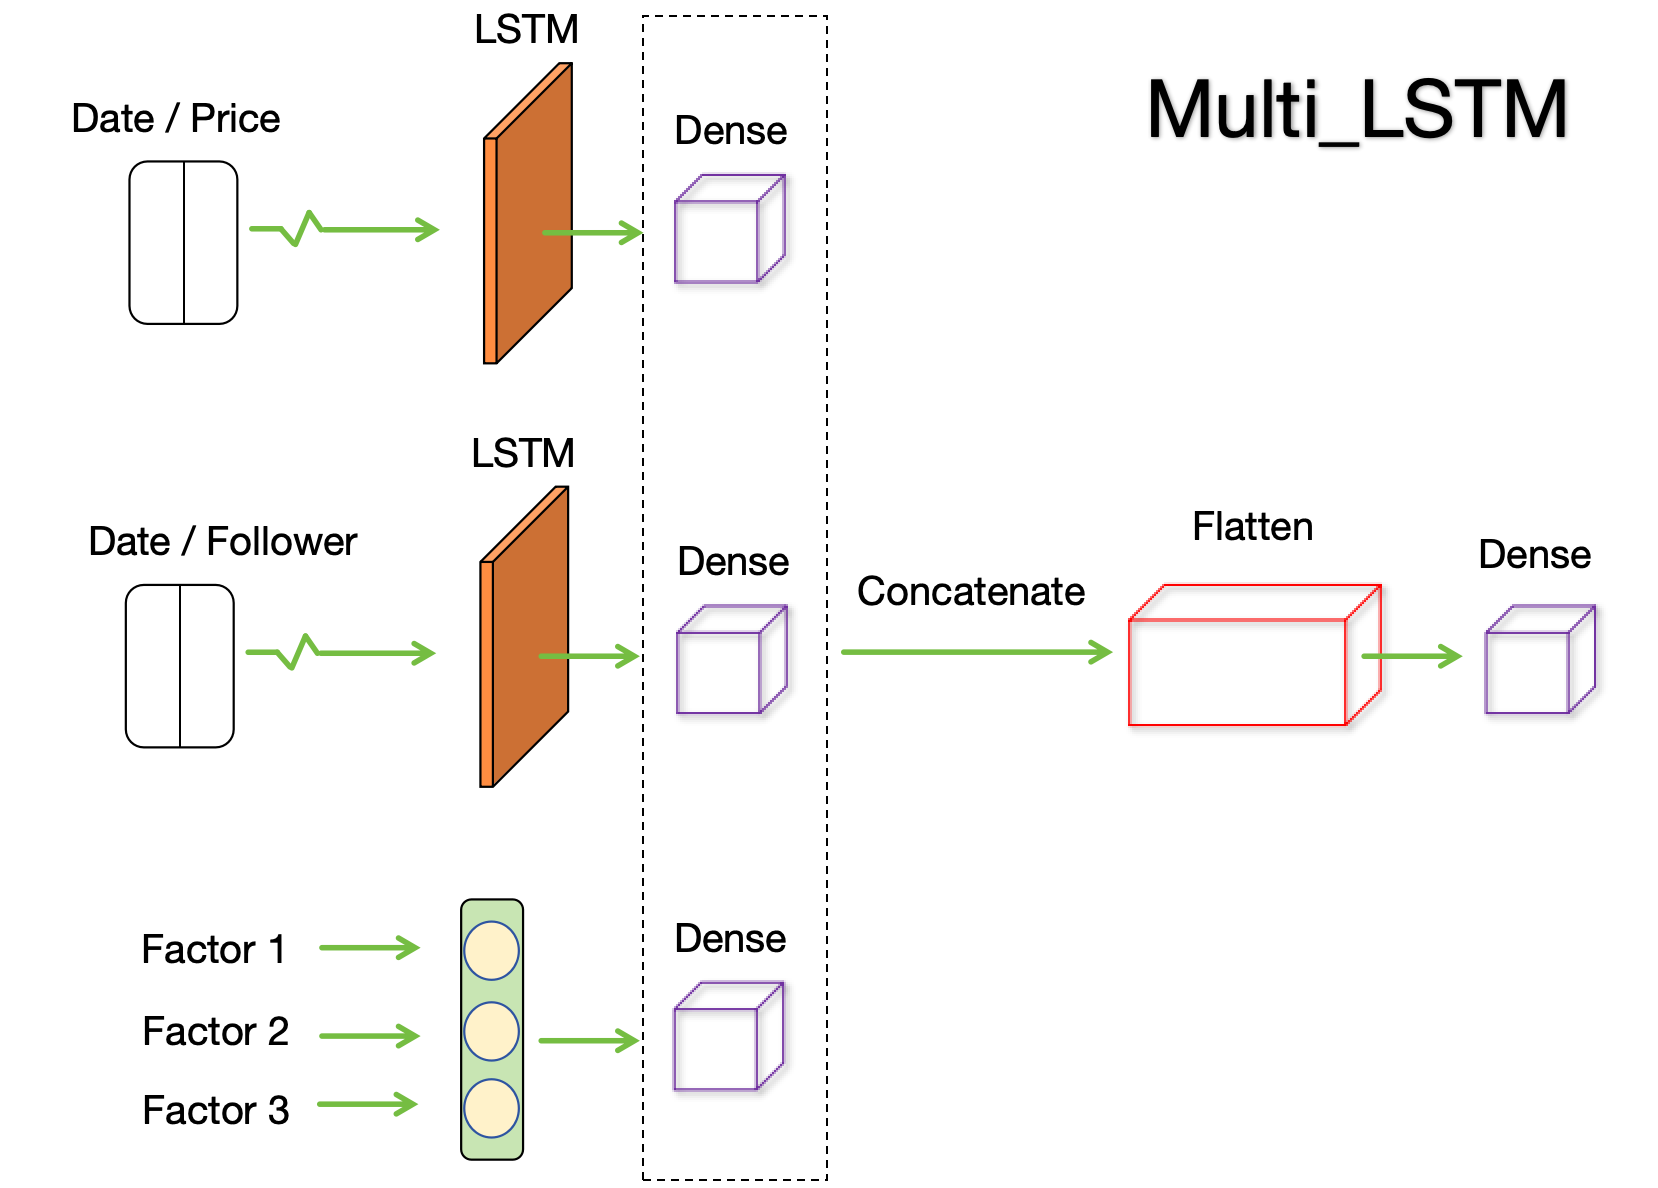 LSTM
Multi_LSTM
Date / Price
Dense
LSTM
Date / Follower
Dense
Concatenate
Flatten
Dense
Factor 1
Factor 2
Factor 3
Dense